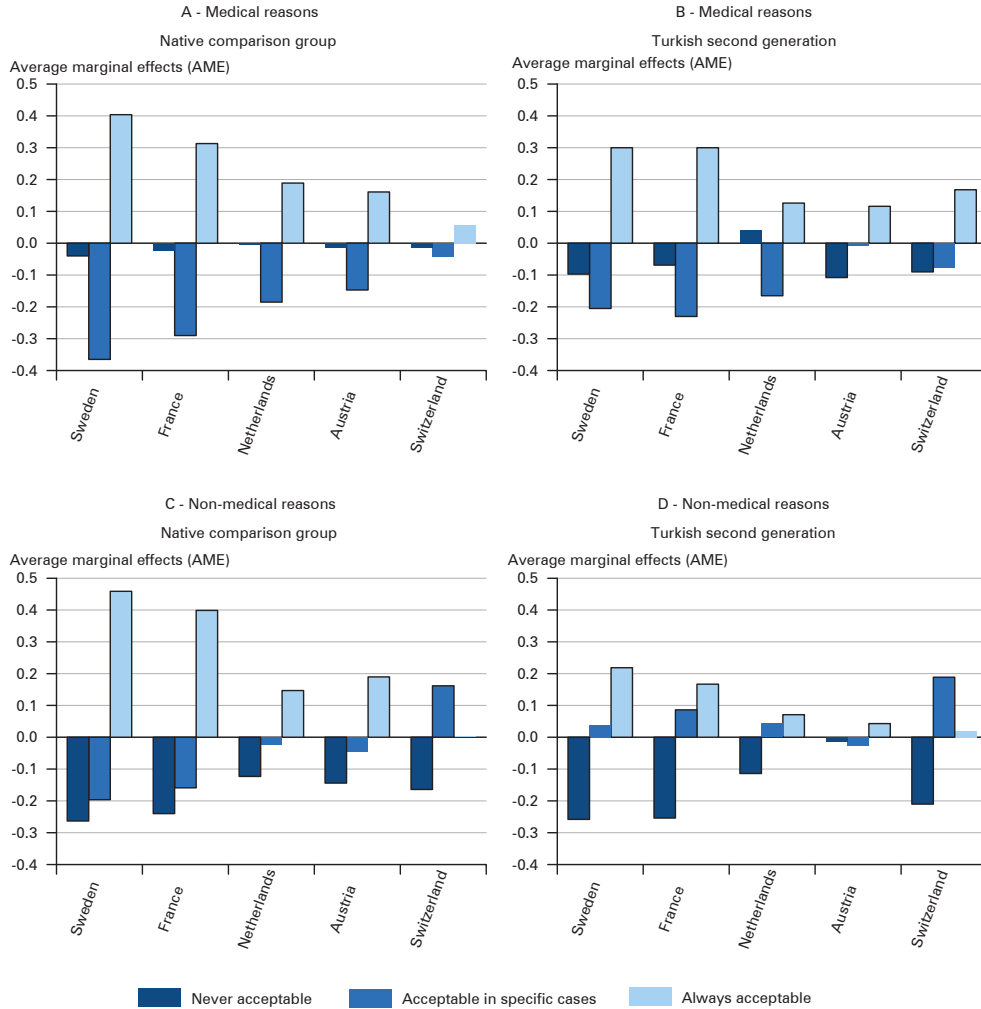 A - Medical reasons
Native comparison group
Average marginal effects (AME)
0.5
0.4
0.3
0.2
0.1
0.0
-0.1
-0.2
-0.3
-0.4
Sweden
France
Netherlands
Austria
Switzerland
B - Medical reasons
Turkish second generation
Average marginal effects (AME)
0.5
0.4
0.3
0.2
0.1
0.0
-0.1
-0.2
-0.3
-0.4
Sweden
France
Netherlands
Austria
Switzerland
C - Non-medical reasons
Native comparison group
Average marginal effects (AME)
0.5
0.4
0.3
0.2
0.1
0.0
-0.1
-0.2
-0.3
-0.4
Sweden
France
Netherlands
Austria
Switzerland
D - Non-medical reasons
Turkish second generation
Average marginal effects (AME)
0.5
0.4
0.3
0.2
0.1
0.0
-0.1
-0.2
-0.3
-0.4
Sweden
France
Netherlands
Austria
Switzerland
Never acceptable
Acceptable in specific cases
Always acceptable